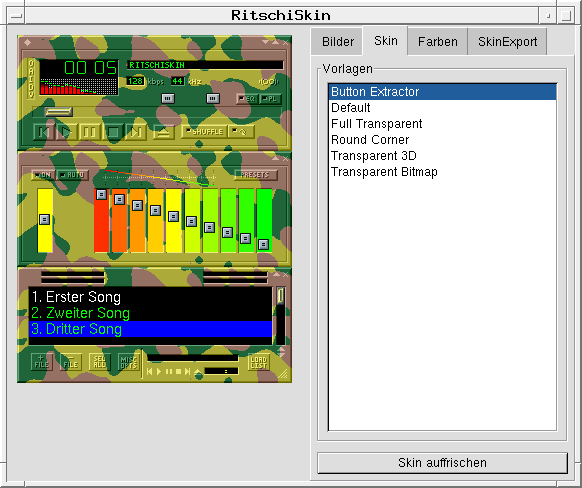 RitschiSkin
Bilder
Skin
Farben
SkinExport
00 05
RITSCHISKIN
128 kbps 44 kHz
EQ PL
SHUFFLE
ON AUTO PRESETS
1. Erster Song
2. Zweiter Song
3. Dritter Song
+ FILE
- FILE
SEL ALL
MISC OPTS
LOAD LIST
Vorlagen
Button Extractor
Default
Full Transparent
Round Corner
Transparent 3D
Transparent Bitmap
Skin auffrischen